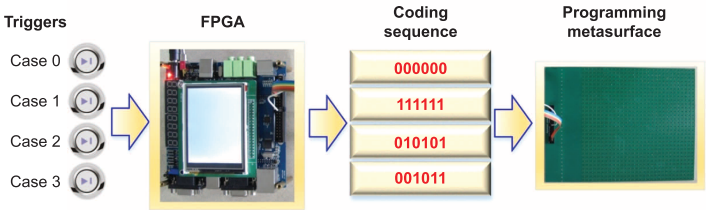 Triggers
FPGA
Coding
sequence
Programming
metasurface
Case 0
Case 1
Case 2
Case 3
000000
111111
010101
001011